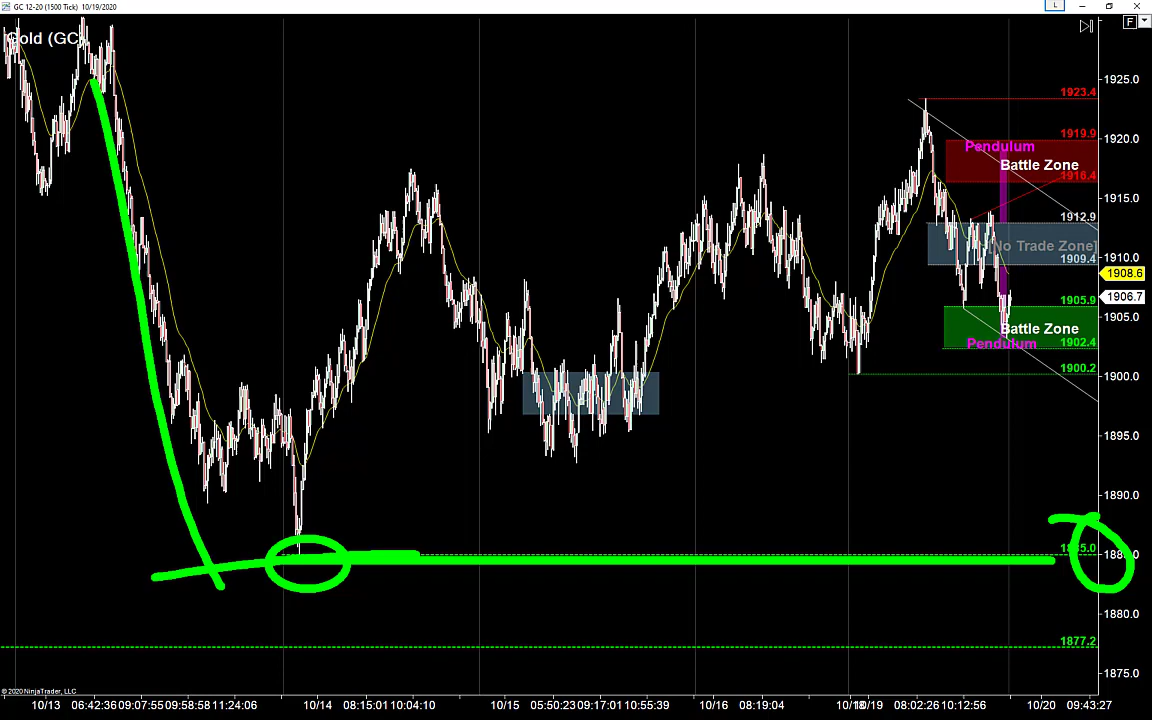 GC 12-20 (1500 Tick) 10/19/2020
L
F
Gold (GC)
1925.0
1923.4
1920.0
1919.9
Pendulum
Battle Zone
1916.4
1915.0
1912.9
[No Trade Zone]
1910.0
1909.4
1908.6
1905.9
1906.7
1905.0
Battle Zone
Pendulum
1902.4
1900.2
1900.0
1895.0
1890.0
1880.0
1877.2
1875.0
© 2020 NinjaTrader, LLC
10/13 06:42:36 09:07:55 09:58:58 11:24:06 10/14 08:15:01 10:04:10 10/15 05:50:23 09:17:01 10:55:39 10/16 08:19:04 10/19 08:02:26 10:12:56 10/20 09:43:27